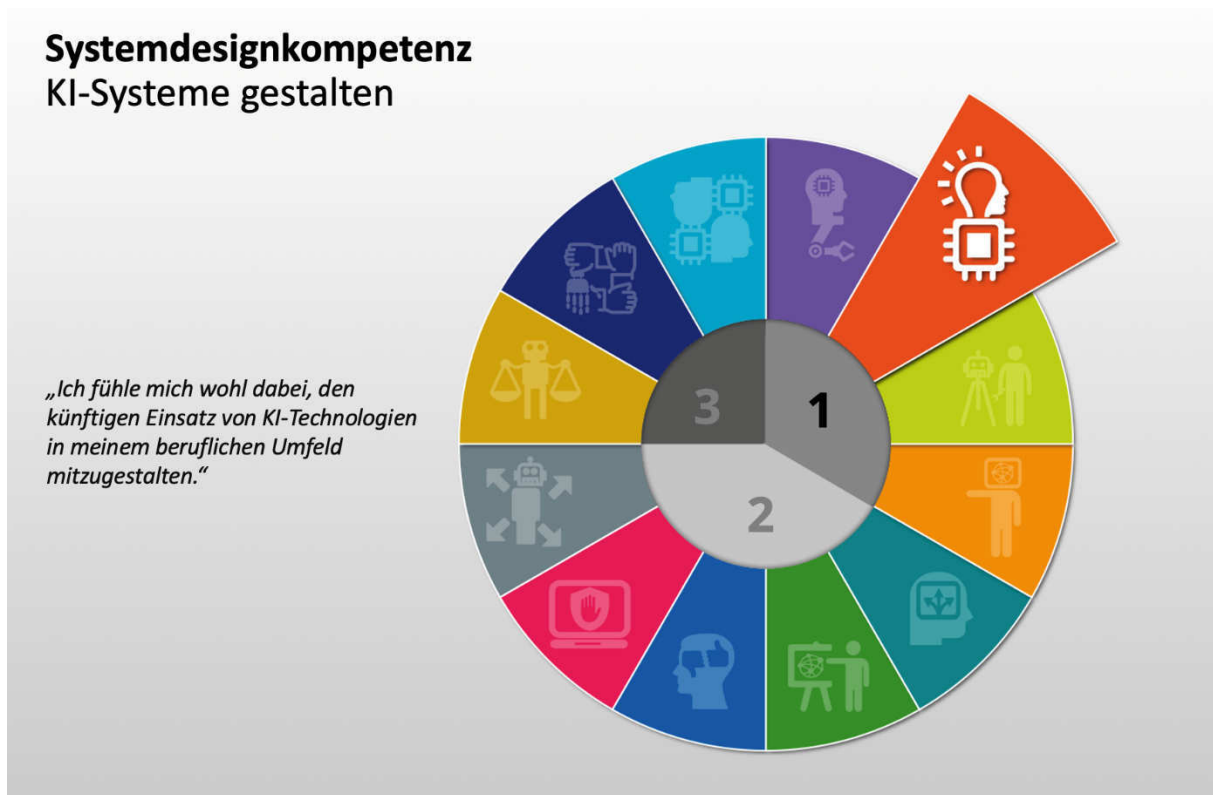 Systemdesignkompetenz
KI-Systeme gestalten
„Ich fühle mich wohl dabei, den
künftigen Einsatz von KI-Technologien
in meinem beruflichen Umfeld
mitzugestalten.“
3
1
2